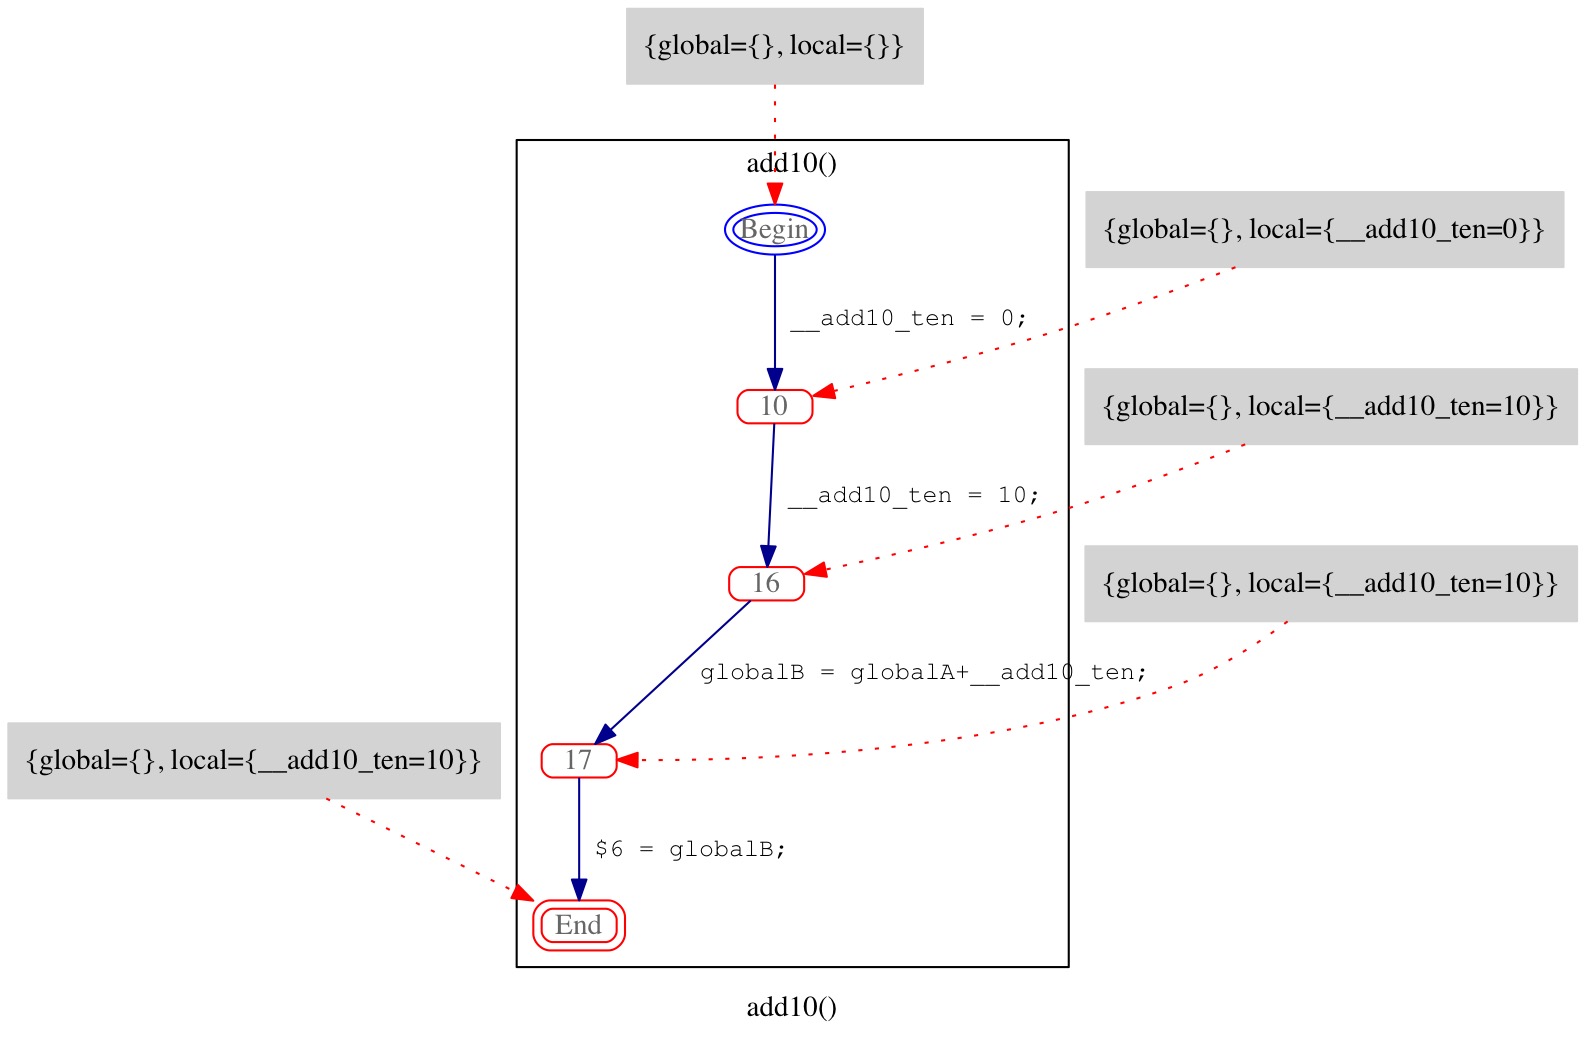 {global={}, local={}}
add10()
Begin
{global={}, local={__add10_ten=0}}
__add10_ten = 0;
10
{global={}, local={__add10_ten=10}}
__add10_ten = 10;
16
{global={}, local={__add10_ten=10}}
globalB = globalA+__add10_ten;
17
{global={}, local={__add10_ten=10}}
$6 = globalB;
End
add10()